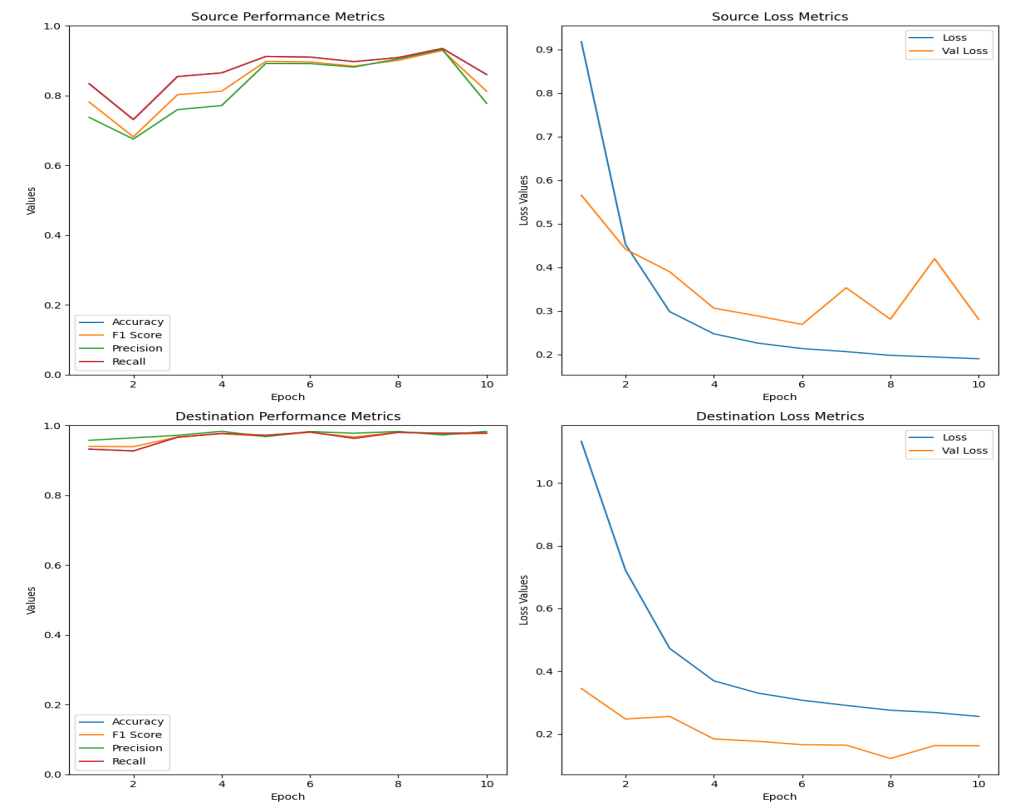 Source Performance Metrics
1.0
0.8
0.6
0.4
0.2
0.0
Values
Accuracy
F1 Score
Precision
Recall
2 4 6 8 10
Epoch
Source Loss Metrics
0.9
0.8
0.7
0.6
0.5
0.4
0.3
0.2
Loss Values
Loss
Val Loss
2 4 6 8 10
Epoch
Destination Performance Metrics
1.0
0.8
0.6
0.4
0.2
0.0
Values
Accuracy
F1 Score
Precision
Recall
2 4 6 8 10
Epoch
Destination Loss Metrics
1.0
0.8
0.6
0.4
0.2
Loss Values
Loss
Val Loss
2 4 6 8 10
Epoch